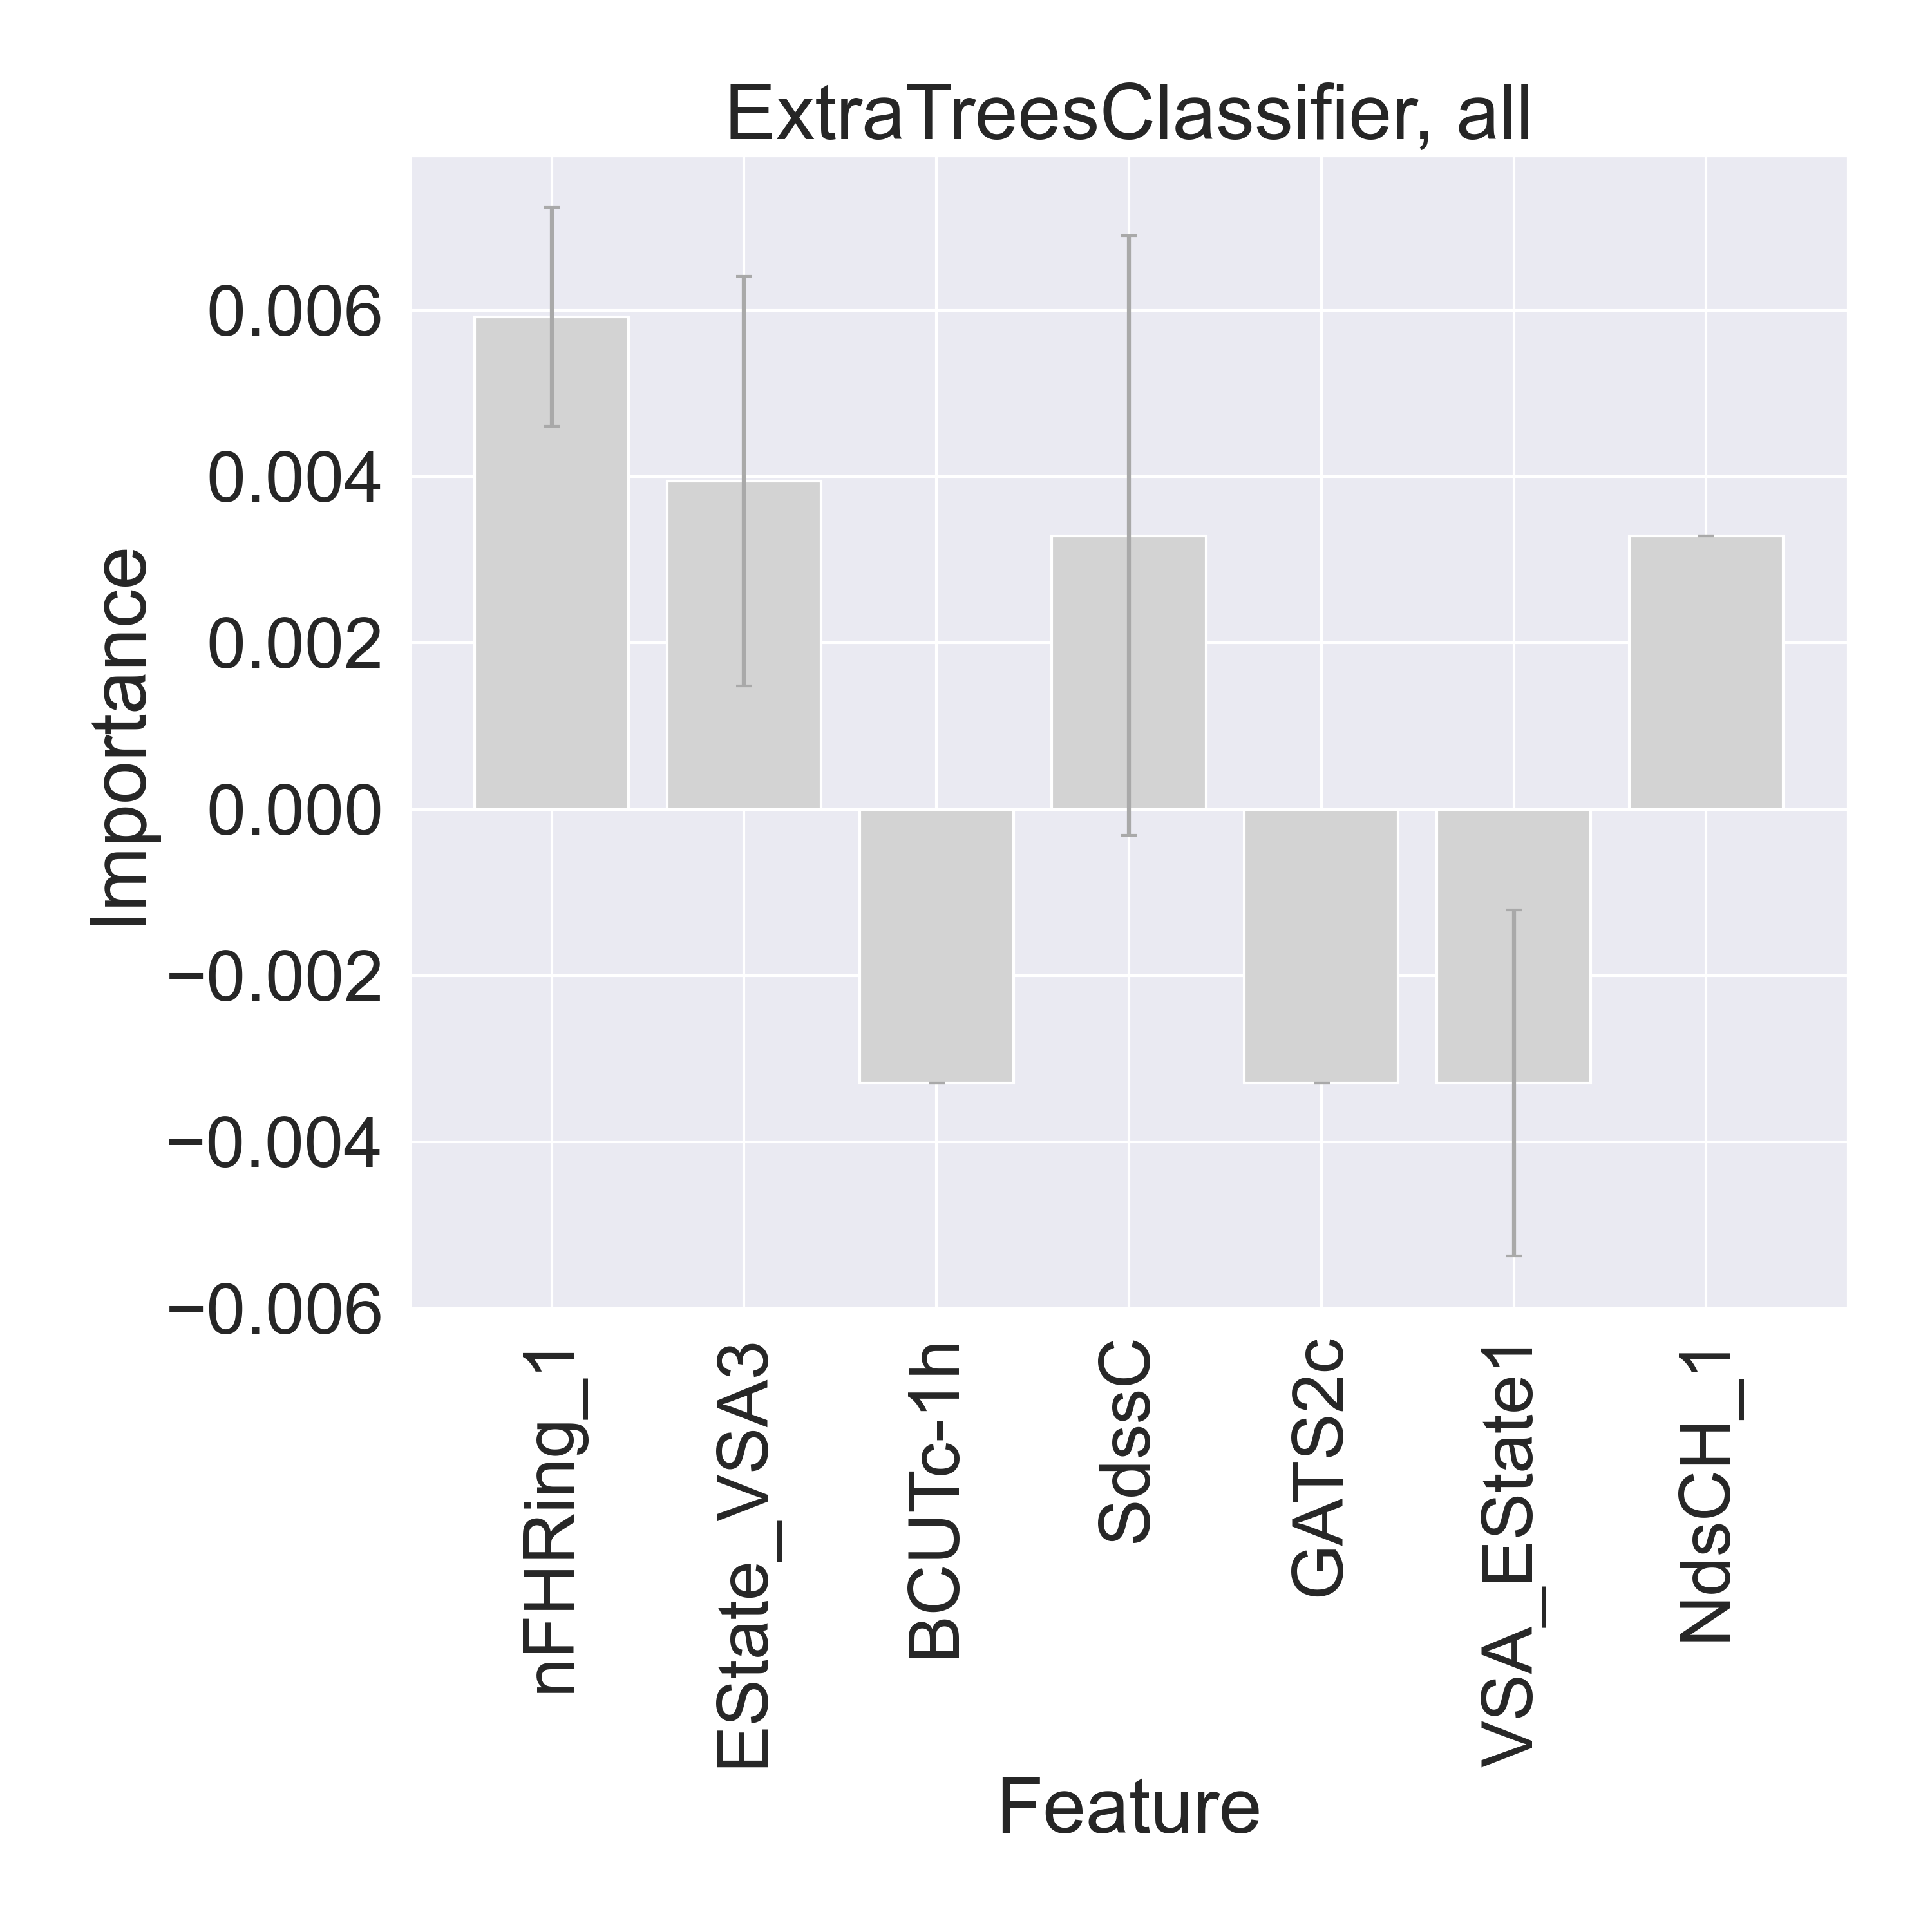 ExtraTreesClassifier, all
Importance
0.006
0.004
0.002
0.000
−0.002
−0.004
−0.006
nFHRing_1
EState_VSA3
BCUTc-1h
SdssC
GATS2c
VSA_EState1
NdsCH_1
Feature